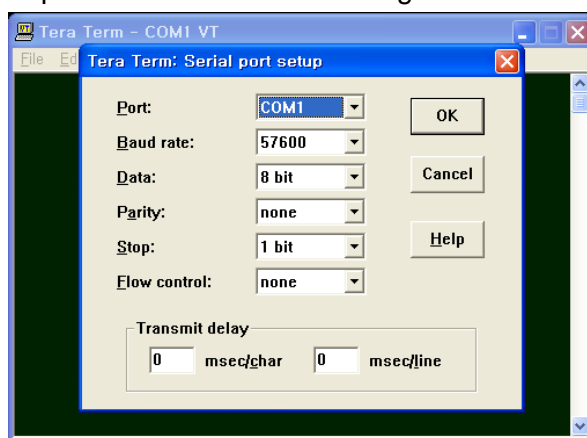 Tera Term - COM1 VT
File Ed
Tera Term: Serial port setup
Port: COM1
OK
Baud rate: 57600
Data: 8 bit
Cancel
Parity: none
Stop: 1 bit
Help
Flow control: none
Transmit delay
0 msec/char 0 msec/line